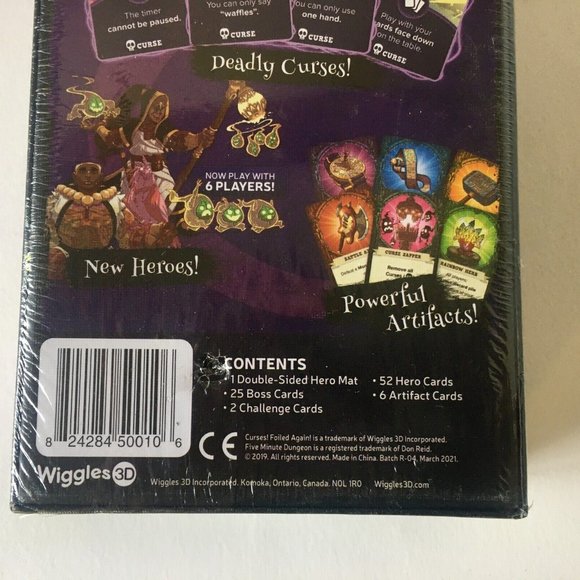 The timer
cannot be paused.
CURSE
You can only say
"waffles".
CURSE
You can only
use one hand.
CURSE
Play with your
cards face down
on the table.
CURSE
Deadly Curses!
NOW PLAY WITH
6 PLAYERS!
New Heroes!
CURSE ZAPPER
Remove all
RAINBOW HERB
Powerful
Artifacts!
CONTENTS
• 1 Double-Sided Hero Mat
• 25 Boss Cards
• 2 Challenge Cards
• 52 Hero Cards
• 6 Artifact Cards
8 24284 50010 6
CE
Curses! Foiled Again! is a trademark of Wiggles 3D Incorporated.
Five Minute Dungeon is a registered trademark of Don Reid.
© 2019. All rights reserved. Made in China. Batch R-04, March 2021.
Wiggles 3D
Wiggles 3D Incorporated. Komoka, Ontario, Canada. N0L 1R0 Wiggles3D.com